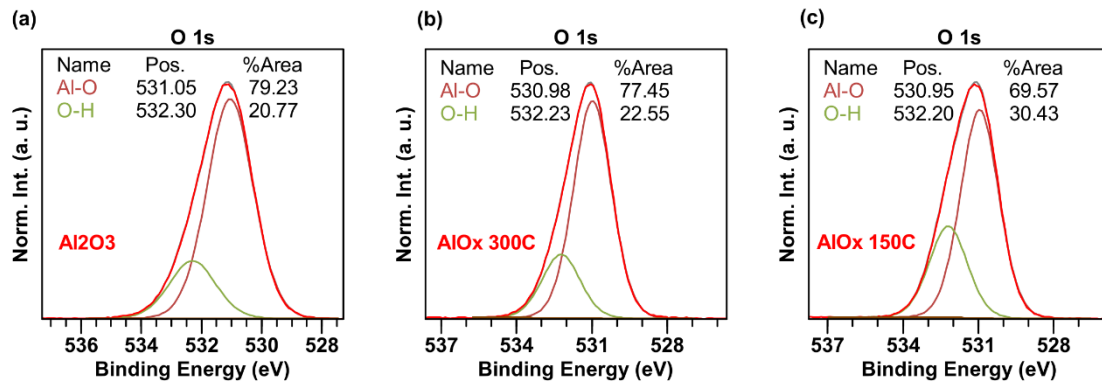 (a)
O 1s
Name Pos. %Area
Al-O 531.05 79.23
O-H 532.30 20.77
Al2O3
Norm. Int. (a. u.)
536 534 532 530 528
Binding Energy (eV)
(b)
O 1s
Name Pos. %Area
Al-O 530.98 77.45
O-H 532.23 22.55
AlOx 300C
Norm. Int. (a. u.)
537 534 531 528
Binding Energy (eV)
(c)
O 1s
Name Pos. %Area
Al-O 530.95 69.57
O-H 532.20 30.43
AlOx 150C
Norm. Int. (a. u.)
537 534 531 528
Binding Energy (eV)